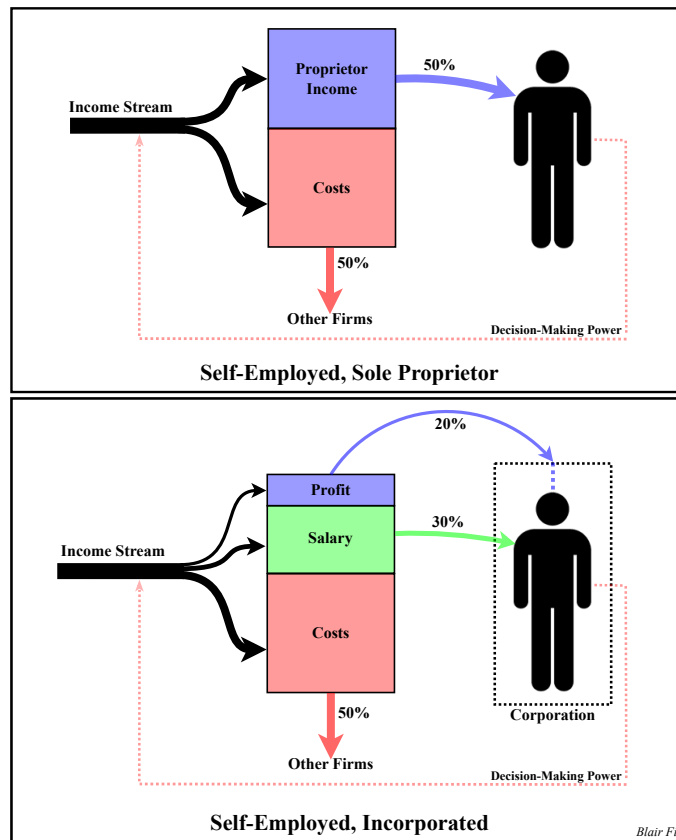 50%
Proprietor
Income
Income Stream
Costs
50%
Other Firms
Decision-Making Power
Self-Employed, Sole Proprietor
20%
Profit
30%
Salary
Income Stream
Costs
50%
Corporation
Other Firms
Decision-Making Power
Self-Employed, Incorporated
Blair